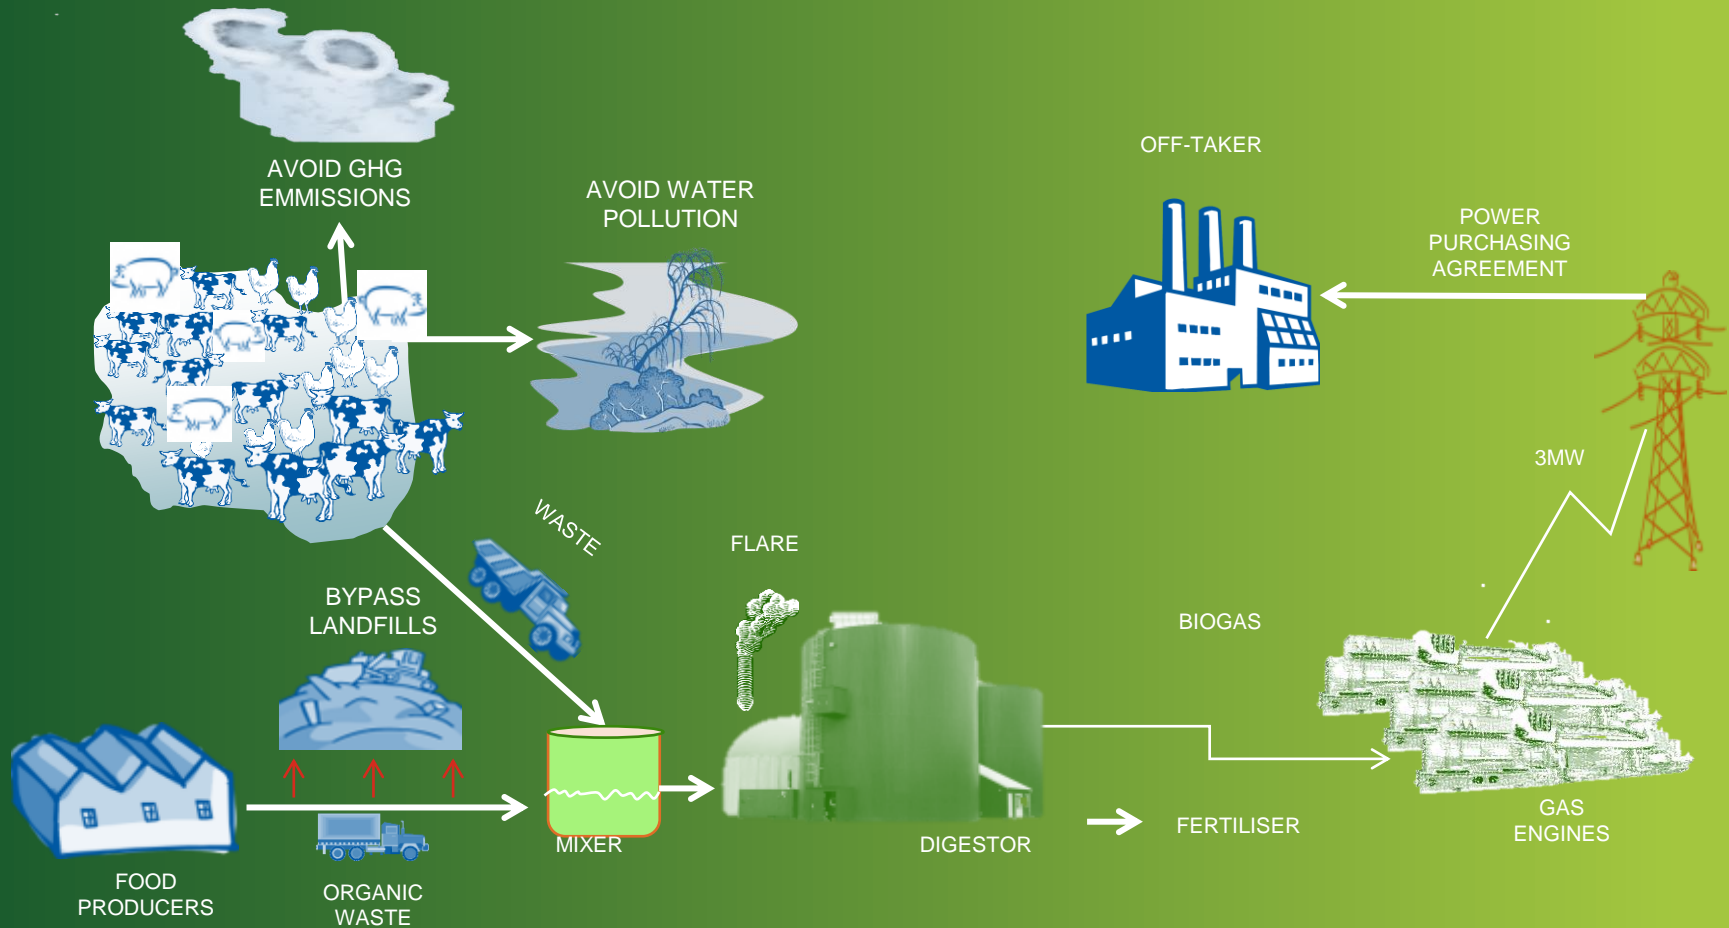 AVOID GHG
EMMISSIONS
AVOID WATER
POLLUTION
OFF-TAKER
POWER
PURCHASING
AGREEMENT
3MW
WASTE
FLARE
BYPASS
LANDFILLS
BIOGAS
MIXER
DIGESTOR
FERTILISER
GAS
ENGINES
FOOD
PRODUCERS
ORGANIC
WASTE